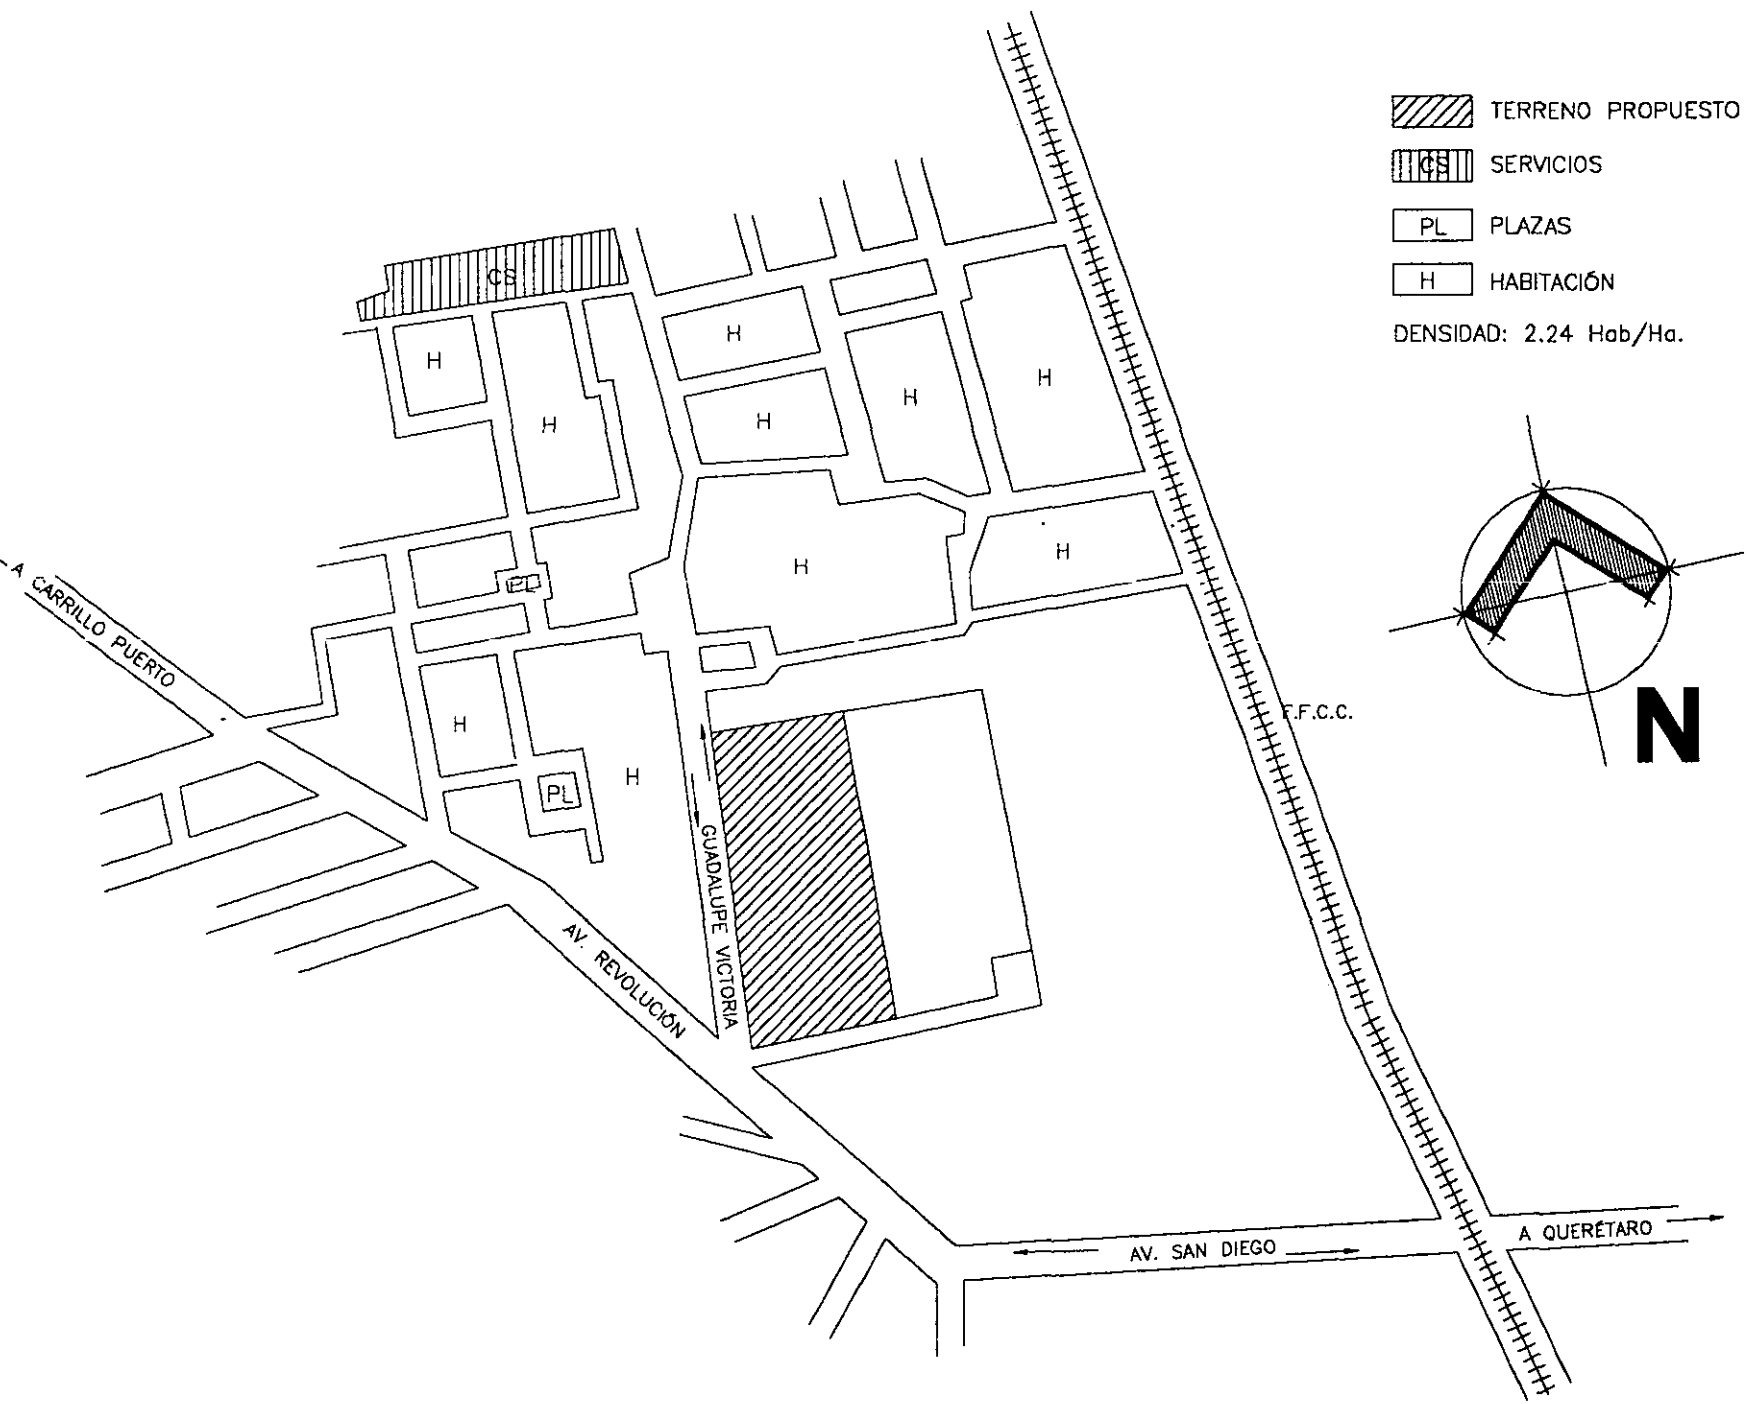 TERRENO PROPUESTO
CS SERVICIOS
PL PLAZAS
H HABITACIÓN
DENSIDAD: 2.24 Hab/Ha.
CS
H
H
H
H
H
H
H
H
PL
A CARRILLO PUERTO
H
H
PL
F.F.C.C.
N
GUADALUPE VICTORIA
AV. REVOLUCIÓN
AV. SAN DIEGO
A QUERÉTARO